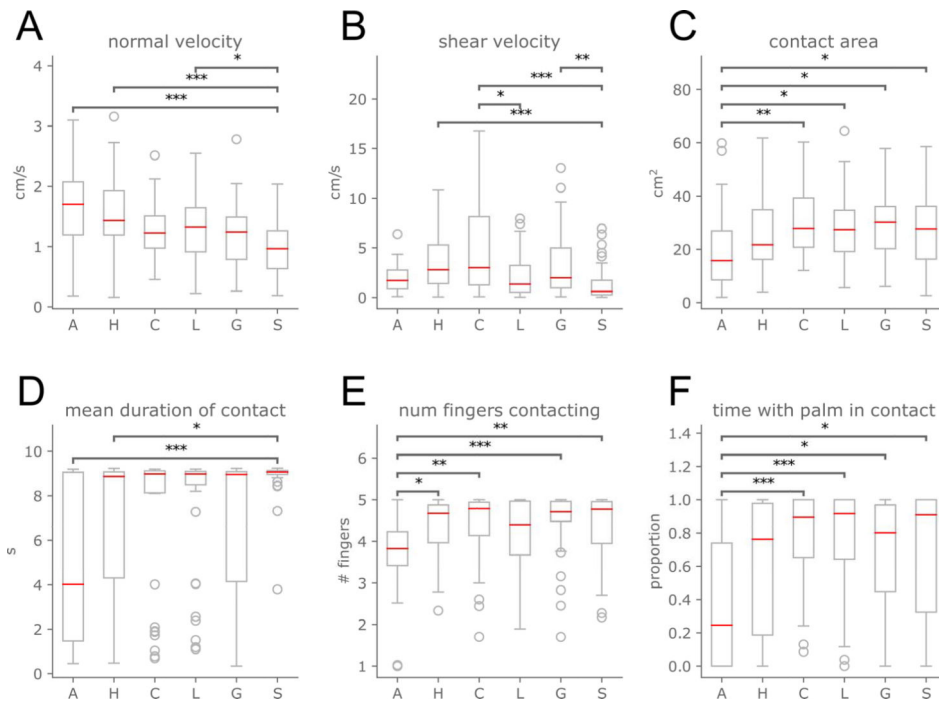 A
normal velocity
4
3
2
1
0
cm/s
*
***
***
A H C L G S
B
shear velocity
20
15
10
5
0
cm/s
**
***
*
***
A H C L G S
C
contact area
60
40
20
0
cm²
*
*
*
**
A H C L G S
D
mean duration of contact
10
8
6
4
2
0
s
*
***
A H C L G S
E
num fingers contacting
6
5
4
3
2
1
# fingers
**
***
**
*
A H C L G S
F
time with palm in contact
1.4
1.2
1.0
0.8
0.6
0.4
0.2
0.0
proportion
*
*
***
***
A H C L G S